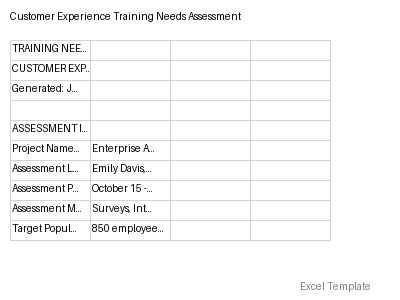 Customer Experience Training Needs Assessment
TRAINING NEE...
CUSTOMER EXP..
Generated: J...
ASSESSMENT I...
Project Name... Enterprise A...
Assessment L... Emily Davis,...
Assessment P... October 15 -...
Assessment M... Surveys, Int...
Target Popul... 850 employee...
Excel Template